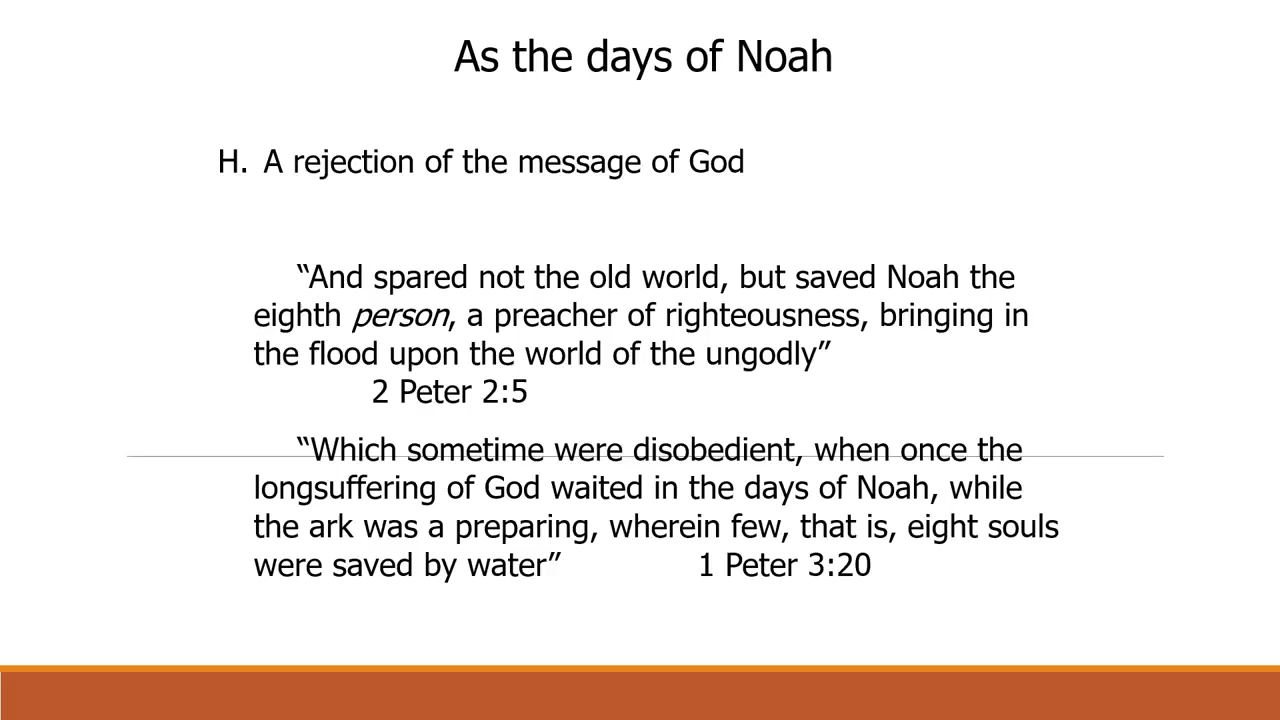 As the days of Noah
H. A rejection of the message of God
“And spared not the old world, but saved Noah the
eighth person, a preacher of righteousness, bringing in
the flood upon the world of the ungodly”
2 Peter 2:5
“Which sometime were disobedient, when once the
longsuffering of God waited in the days of Noah, while
the ark was a preparing, wherein few, that is, eight souls
were saved by water” 1 Peter 3:20